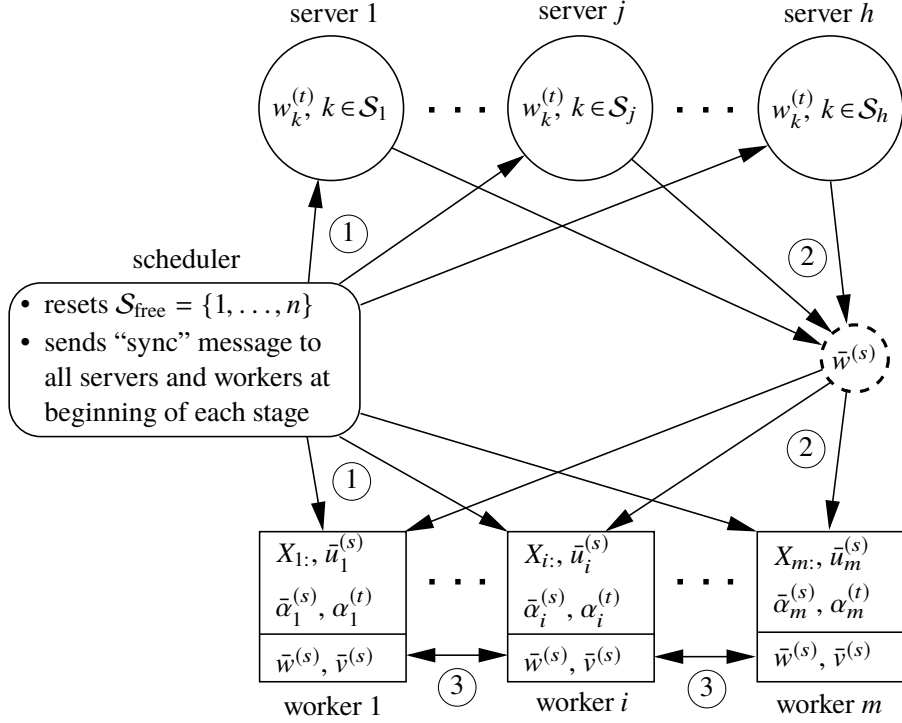 server 1 server j server h
w_k^(t), k ∈ S_1 · · · w_k^(t), k ∈ S_j · · · w_k^(t), k ∈ S_h
1
2
scheduler
• resets S_free = {1, . . . , n}
• sends “sync” message to
all servers and workers at
beginning of each stage
w̄^(s)
1
2
X_1:, ū_1^(s) · · · X_i:, ū_i^(s) · · · X_m:, ū_m^(s)
ᾱ_1^(s), α_1^(t) ᾱ_i^(s), α_i^(t) ᾱ_m^(s), α_m^(t)
w̄^(s), v̄^(s) w̄^(s), v̄^(s) w̄^(s), v̄^(s)
3 3
worker 1 worker i worker m